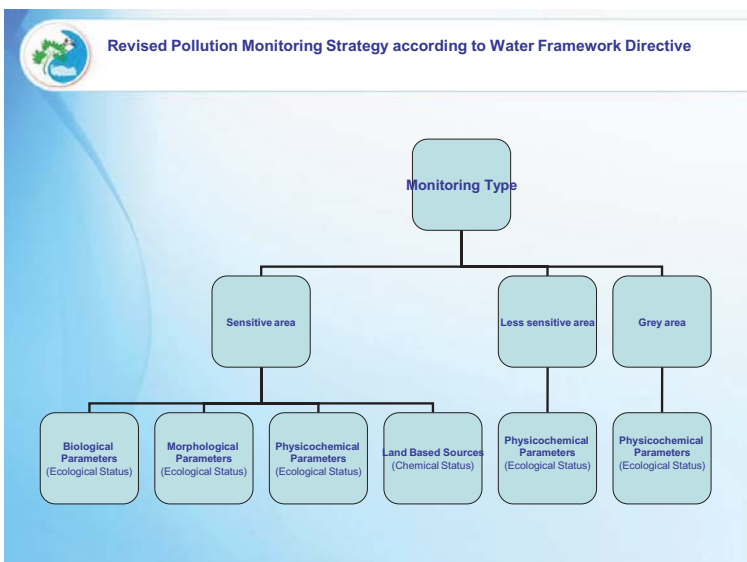 Revised Pollution Monitoring Strategy according to Water Framework Directive
Monitoring Type
Sensitive area
Less sensitive area
Grey area
Biological
Parameters
(Ecological Status)
Morphological
Parameters
(Ecological Status)
Physicochemical
Parameters
(Ecological Status)
Land Based Sources
(Chemical Status)
Physicochemical
Parameters
(Ecological Status)
Physicochemical
Parameters
(Ecological Status)